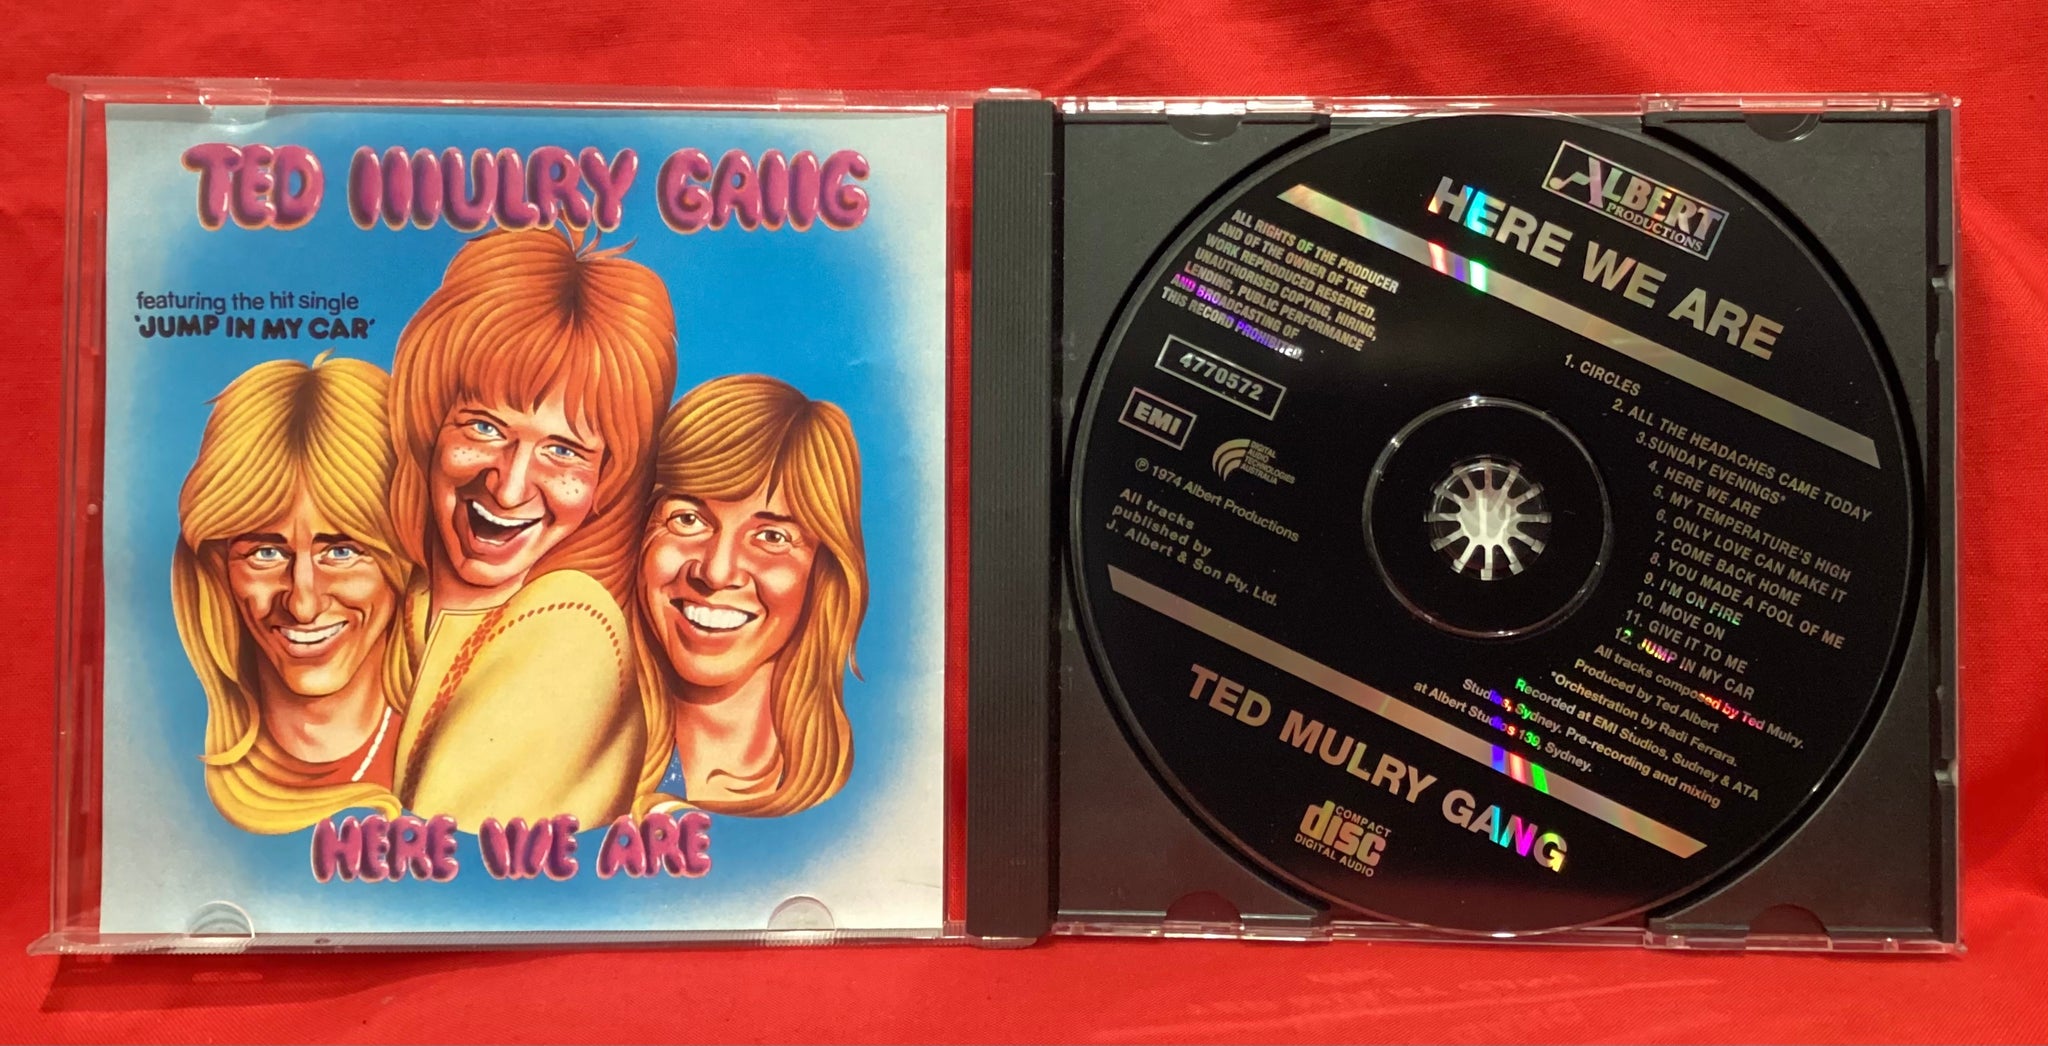 TED MULRY GANG
featuring the hit single
'JUMP IN MY CAR'
HERE WE ARE
ALBERT
PRODUCTIONS
HERE WE ARE
ALL RIGHTS OF THE PRODUCER
AND OF THE OWNER OF THE
WORK REPRODUCED RESERVED.
UNAUTHORISED COPYING, HIRING,
LENDING, PUBLIC PERFORMANCE
AND BROADCASTING OF
THIS RECORD PROHIBITED.
4770572
EMI
DIGITAL
AUDIO
TECHNOLOGIES
AUSTRALIA
℗ 1974 Albert Productions
All tracks
published by
J. Albert & Son Pty. Ltd.
1. CIRCLES
2. ALL THE HEADACHES CAME TODAY
3.SUNDAY EVENINGS*
4. HERE WE ARE
5. MY TEMPERATURE'S HIGH
6. ONLY LOVE CAN MAKE IT
7. COME BACK HOME
8. YOU MADE A FOOL OF ME
9. I'M ON FIRE
10. MOVE ON
11. GIVE IT TO ME
12. JUMP IN MY CAR
All tracks composed by Ted Mulry.
Produced by Ted Albert
*Orchestration by Radi Ferrara.
Recorded at EMI Studios, Sudney & ATA
Studios, Sydney. Pre-recording and mixing
at Albert Studios 139, Sydney.
TED MULRY GANG
COMPACT
disc
DIGITAL AUDIO